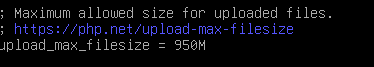 ; Maximum allowed size for uploaded files.
; https://php.net/upload-max-filesize
upload_max_filesize = 950M